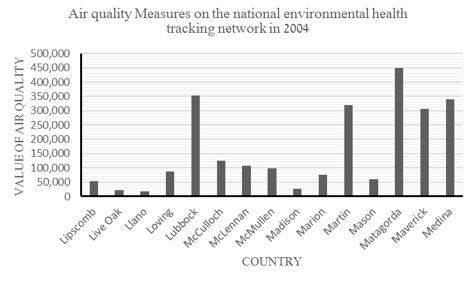 Air quality Measures on the national environmental health
tracking network in 2004
VALUE OF AIR QUALITY
500,000
450,000
400,000
350,000
300,000
250,000
200,000
150,000
100,000
50,000
0
Lipscomb
Live Oak
Llano
Loving
Lubbock
McCulloch
McLennan
McMullen
Madison
Marion
Martin
Mason
Matagorda
Maverick
Medina
COUNTRY